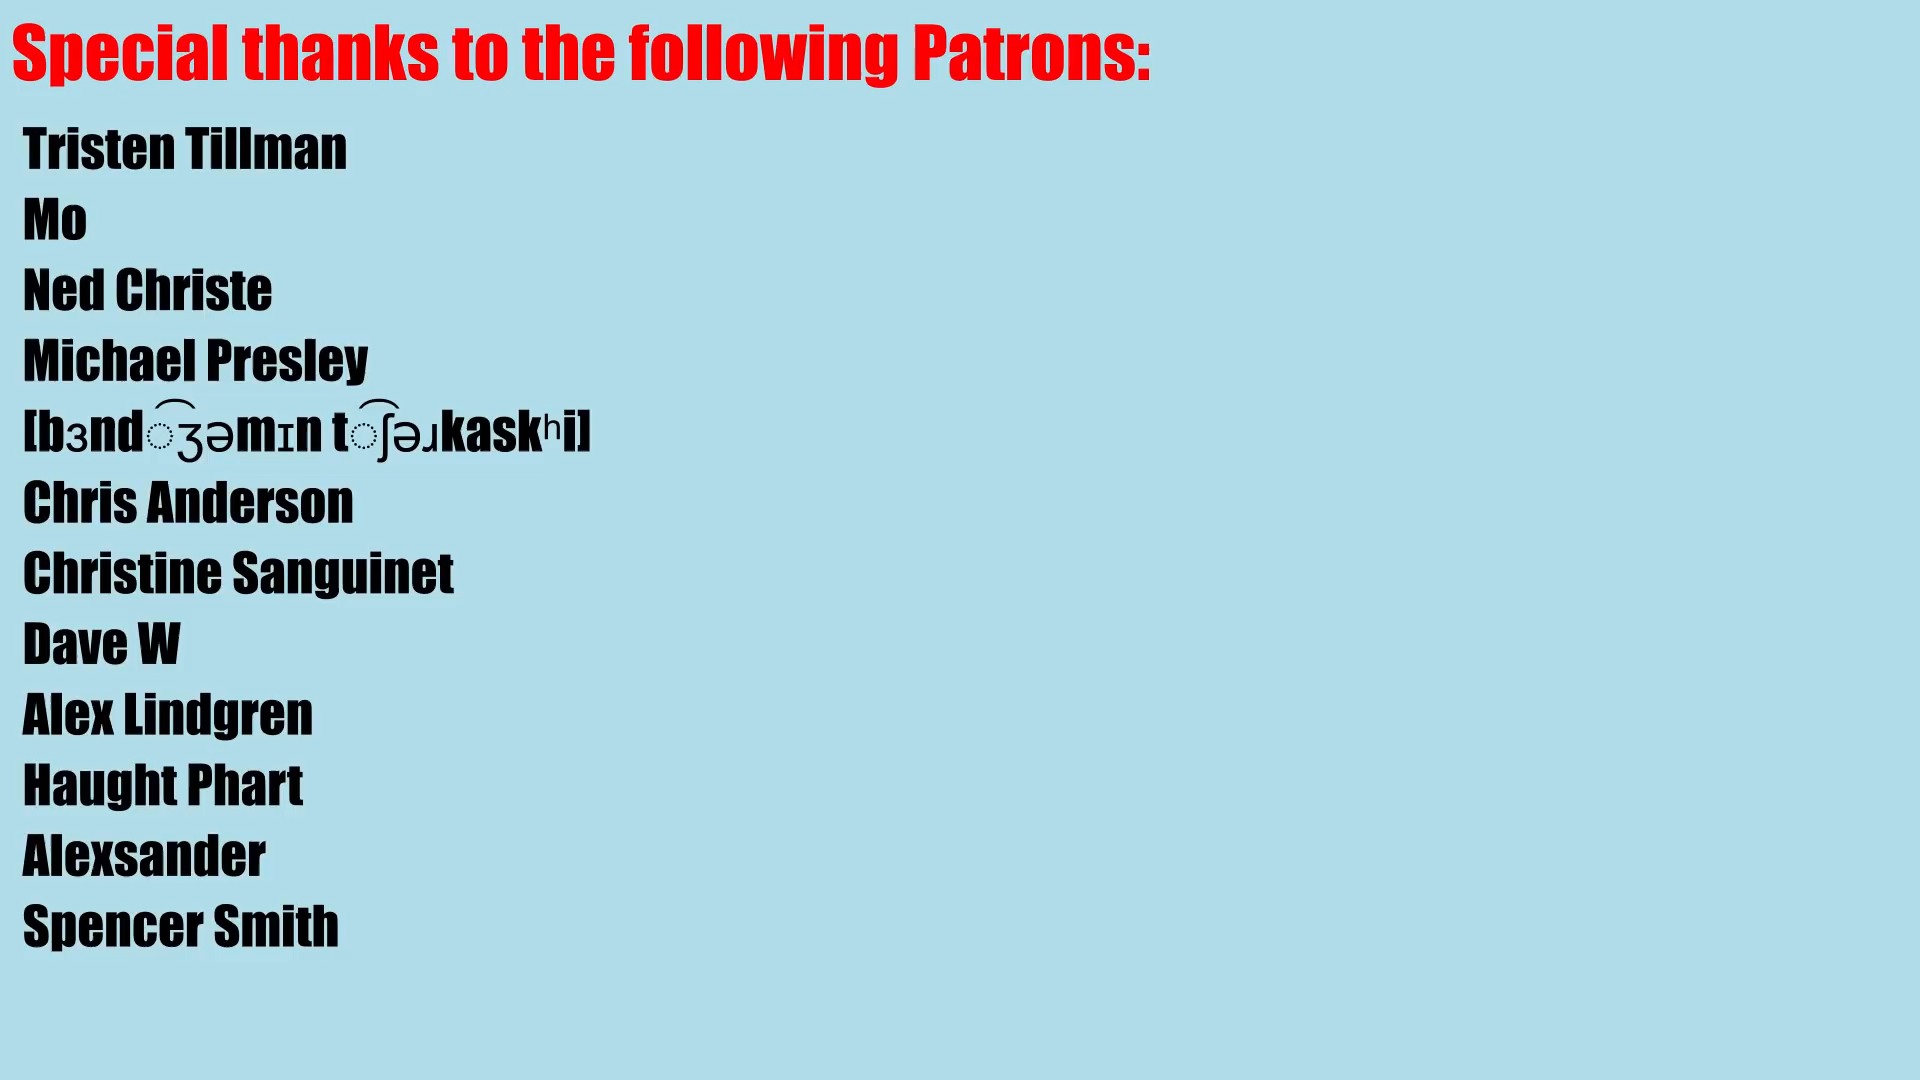 Special thanks to the following Patrons:
Tristen Tillman
Mo
Ned Christe
Michael Presley
[bɜnd͡ʒəmɪn t͡ʃəɹkaskʰi]
Chris Anderson
Christine Sanguinet
Dave W
Alex Lindgren
Haught Phart
Alexsander
Spencer Smith